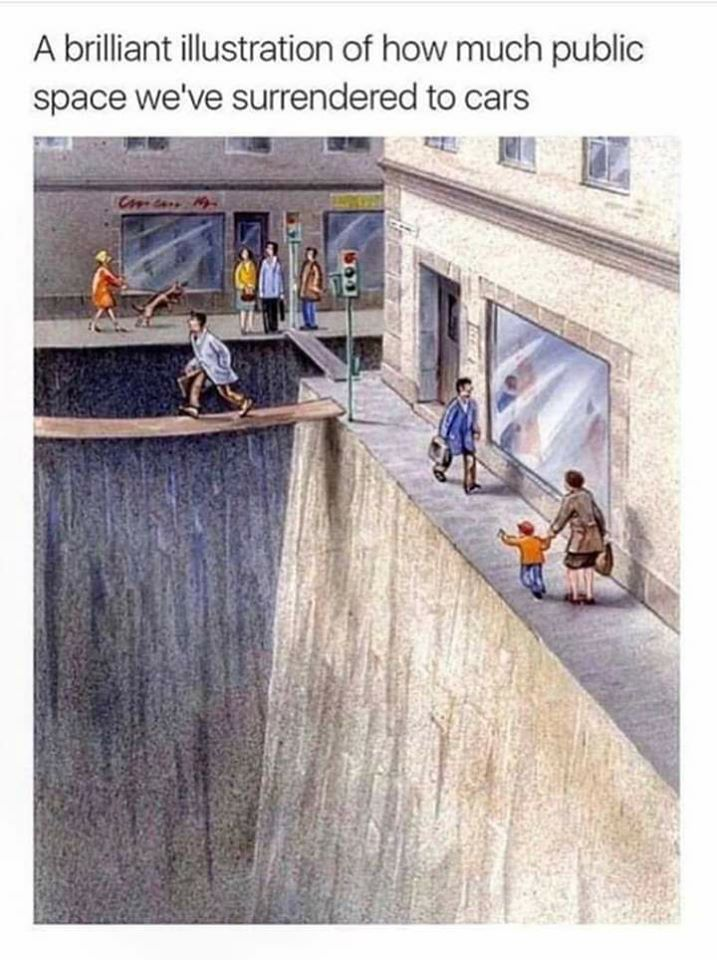 A brilliant illustration of how much public
space we've surrendered to cars